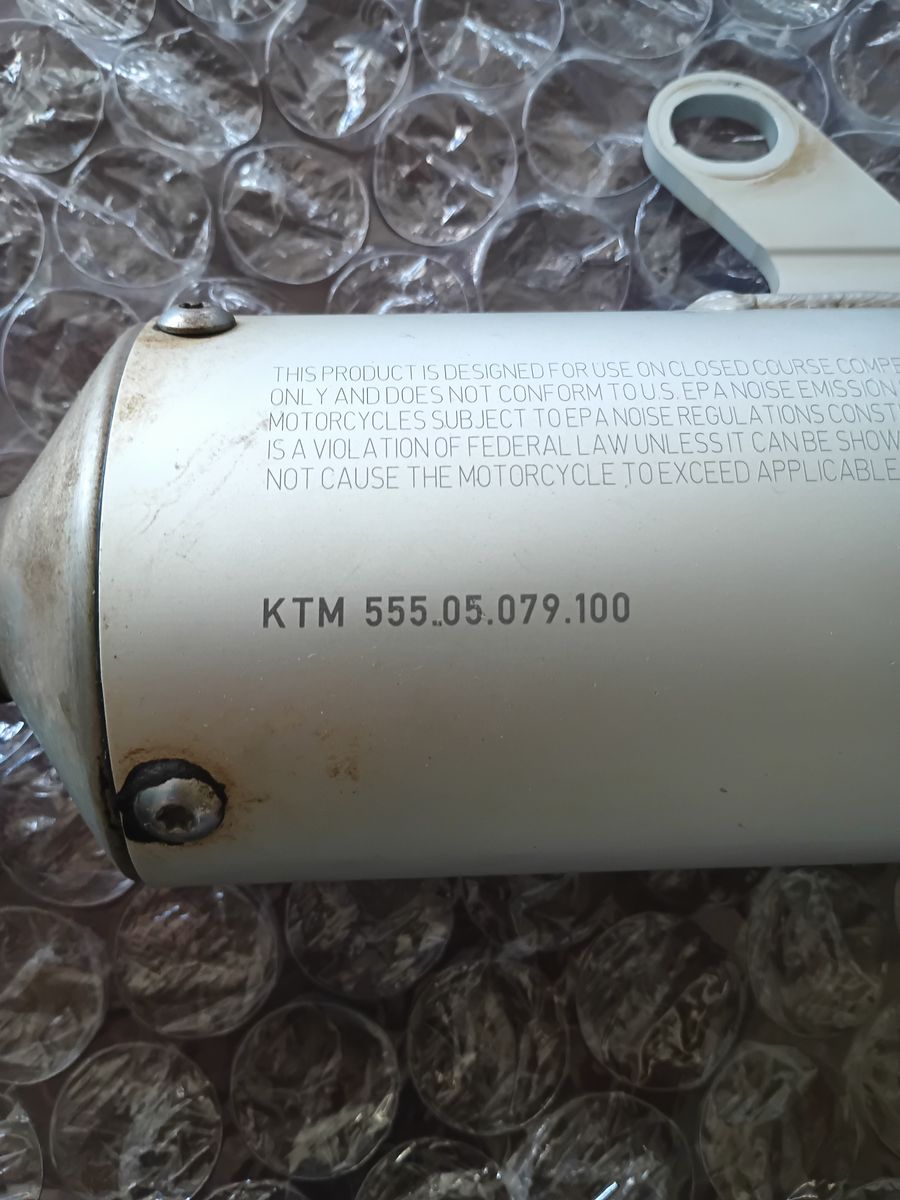 THIS PRODUCT IS DESIGNED FOR USE ON CLOSED COURSE COMPE
ONLY AND DOES NOT CONFORM TO U.S. EPA NOISE EMISSION
MOTORCYCLES SUBJECT TO EPA NOISE REGULATIONS CONST
IS A VIOLATION OF FEDERAL LAW UNLESS IT CAN BE SHOW
NOT CAUSE THE MOTORCYCLE TO EXCEED APPLICABLE
KTM 555.05.079.100